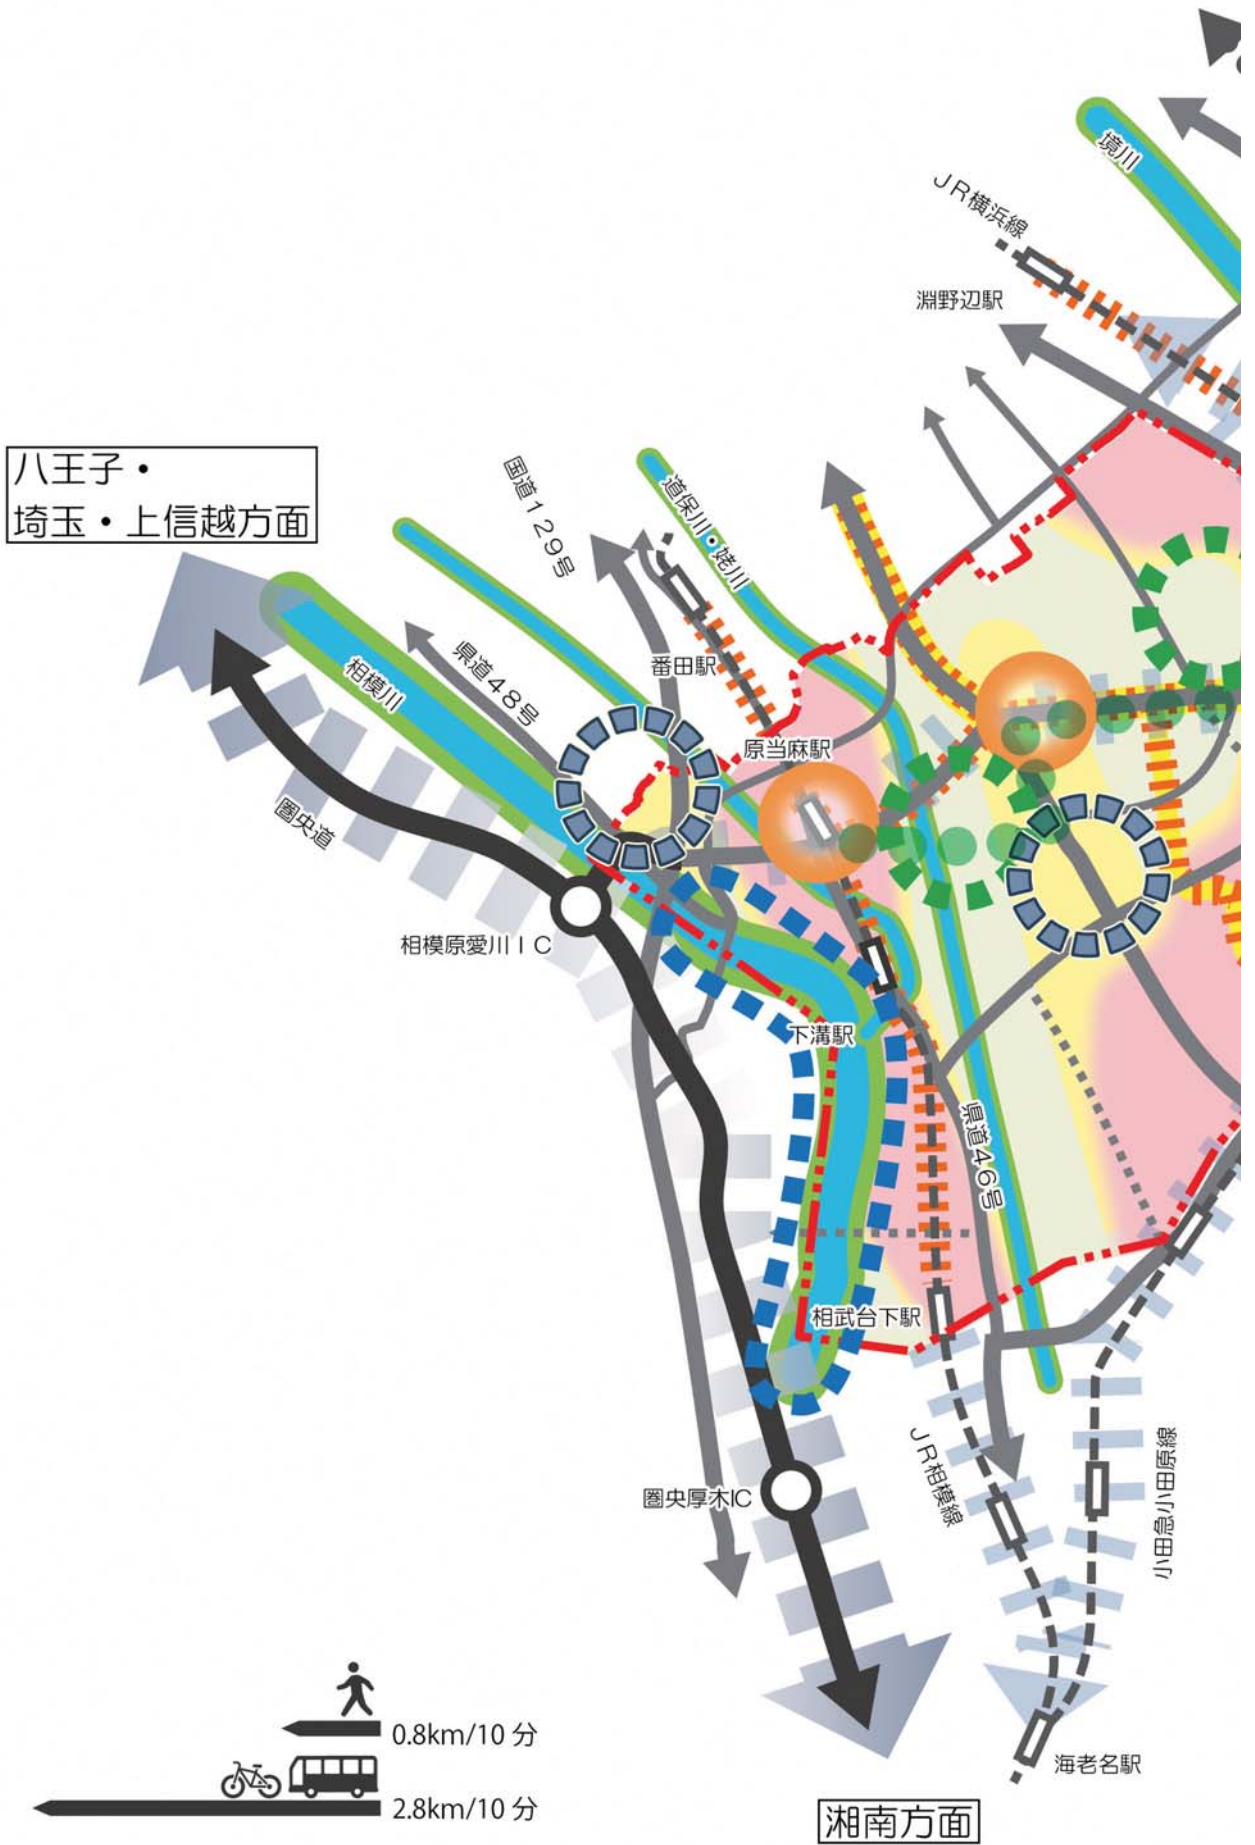 境川
JR横浜線
淵野辺駅
八王子・
埼玉・上信越方面
国道129号
道保川・姥川
番田駅
県道48号
相模川
原当麻駅
圏央道
相模原愛川IC
下溝駅
県道46号
相武台下駅
圏央厚木IC
JR相模線
小田急小田原線
0.8km/10分
海老名駅
2.8km/10分
湘南方面